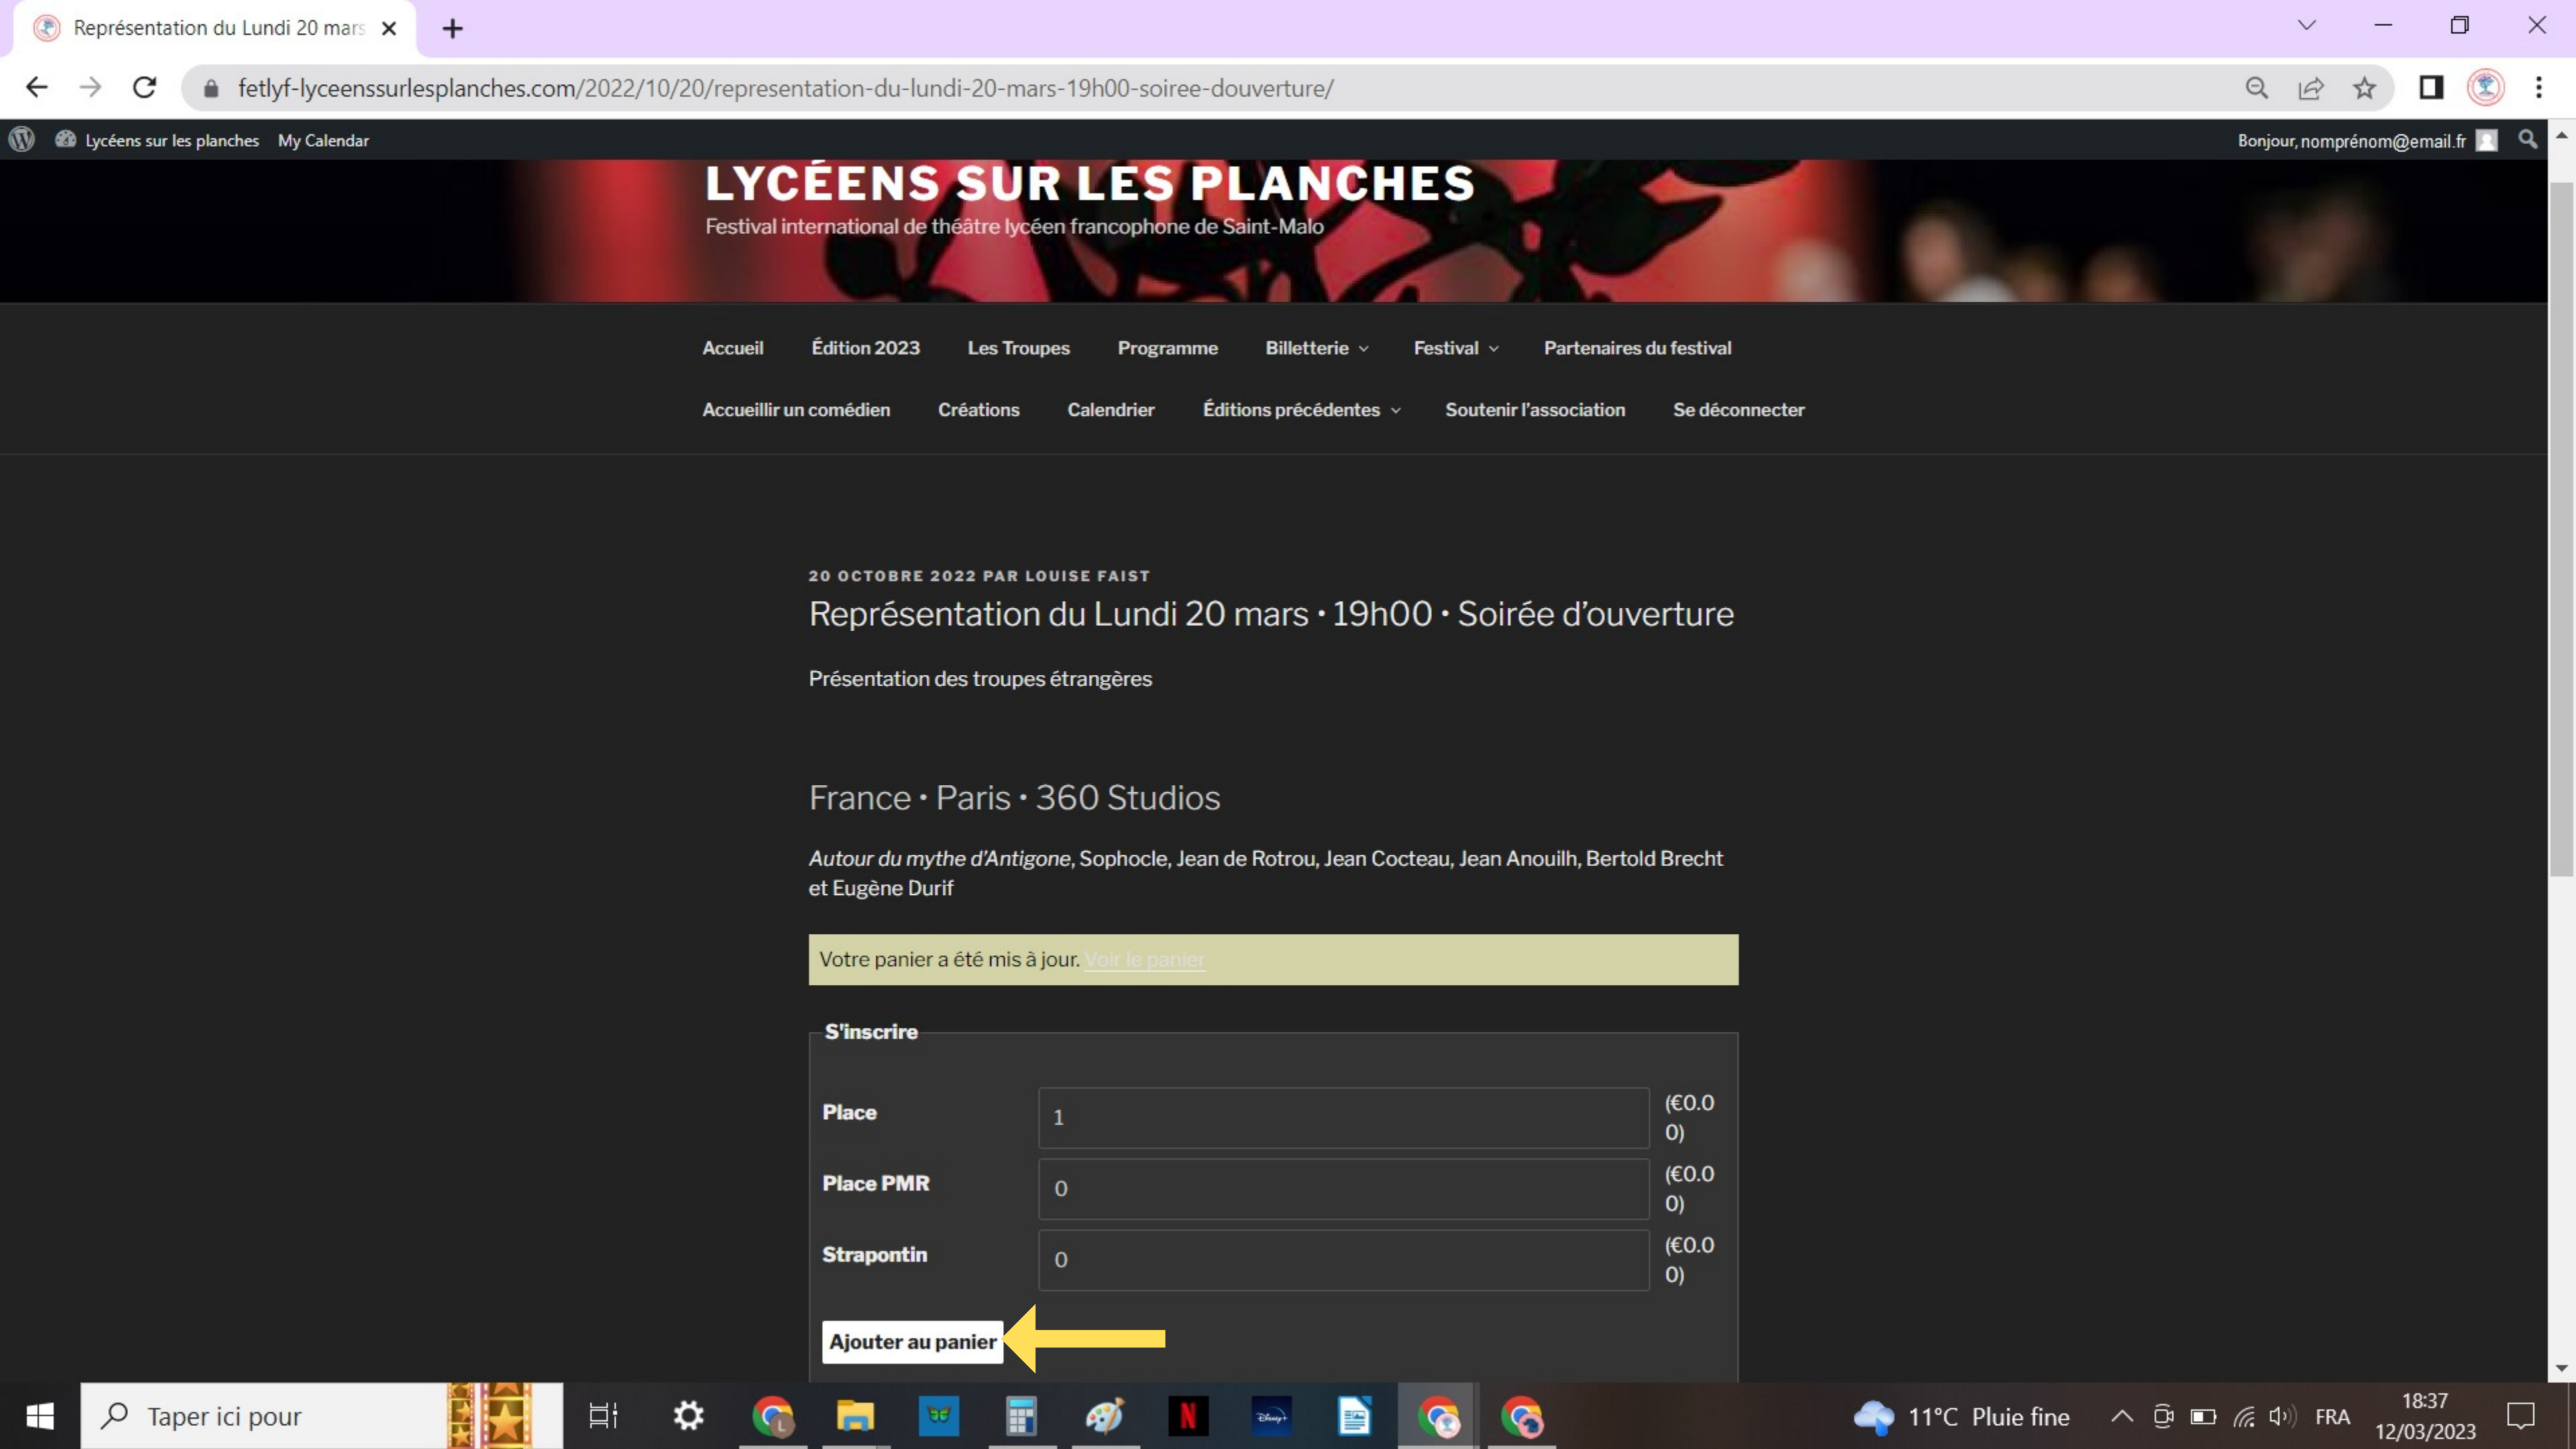 Représentation du Lundi 20 mars
fetlyf-lyceenssurlesplanches.com/2022/10/20/representation-du-lundi-20-mars-19h00-soiree-douverture/
Lycéens sur les planches My Calendar Bonjour, nomprénom@email.fr
LYCÉENS SUR LES PLANCHES
Festival international de théâtre lycéen francophone de Saint-Malo
Accueil Édition 2023 Les Troupes Programme Billetterie Festival Partenaires du festival
Accueillir un comédien Créations Calendrier Éditions précédentes Soutenir l'association Se déconnecter
20 OCTOBRE 2022 PAR LOUISE FAIST
Représentation du Lundi 20 mars • 19h00 • Soirée d'ouverture
Présentation des troupes étrangères
France • Paris • 360 Studios
Autour du mythe d'Antigone, Sophocle, Jean de Rotrou, Jean Cocteau, Jean Anouilh, Bertold Brecht
et Eugène Durif
Votre panier a été mis à jour. Voir le panier
S'inscrire
Place 1 (€0.0
0)
Place PMR 0 (€0.0
0)
Strapontin 0 (€0.0
0)
Ajouter au panier
Taper ici pour L N Disney+ 11°C Pluie fine FRA 18:37
12/03/2023